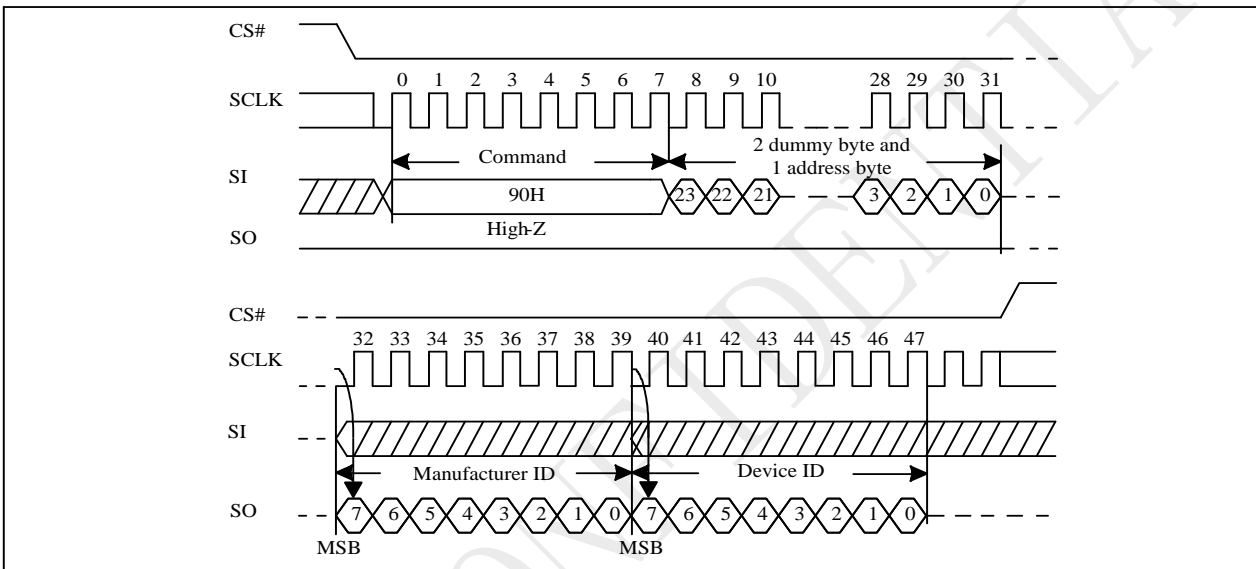 CS#
0 1 2 3 4 5 6 7 8 9 10 28 29 30 31
SCLK
Command
2 dummy byte and
1 address byte
SI
90H 23 22 21 3 2 1 0
High-Z
SO
CS#
32 33 34 35 36 37 38 39 40 41 42 43 44 45 46 47
SCLK
SI
Manufacturer ID Device ID
SO
7 6 5 4 3 2 1 0 7 6 5 4 3 2 1 0
MSB MSB
ONFIDENTIA